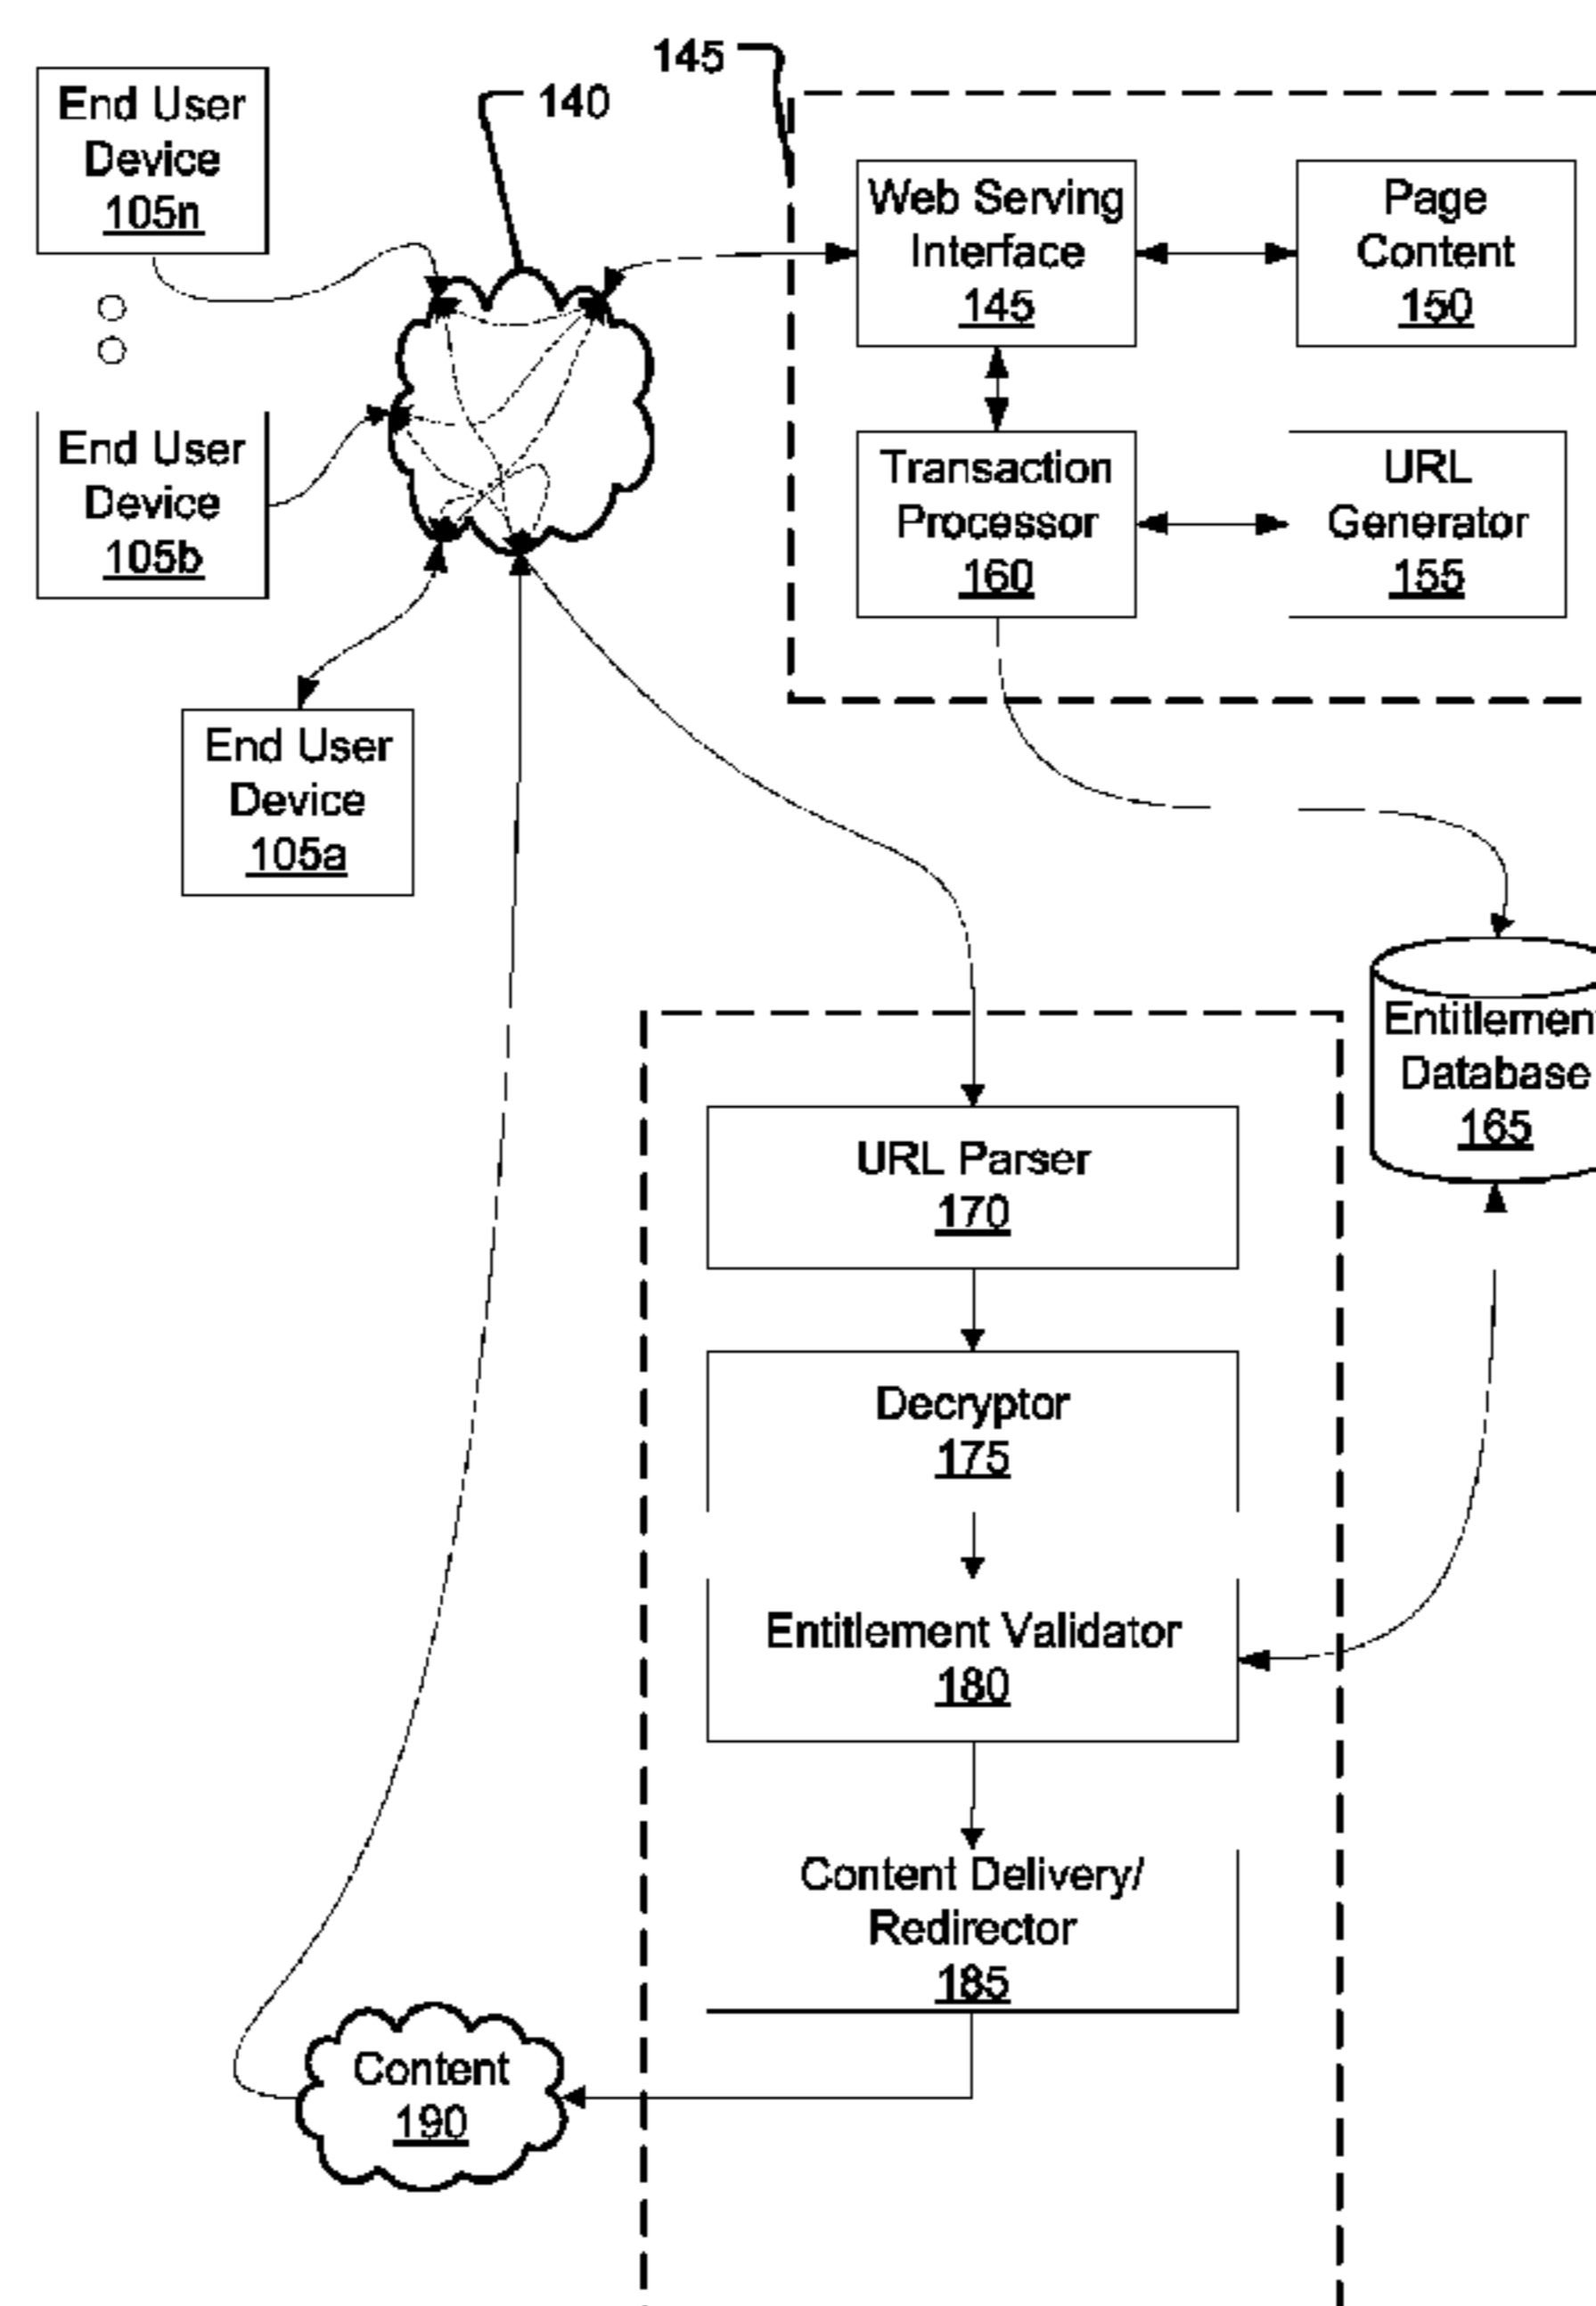 145
140
End User
Device
105n
Web Serving
Interface
145
Page
Content
150
End User
Device
105b
Transaction
Processor
160
URL
Generator
155
End User
Device
105a
Entitlement
Database
165
URL Parser
170
Decryptor
175
Entitlement Validator
180
Content Delivery/
Redirector
185
Content
190